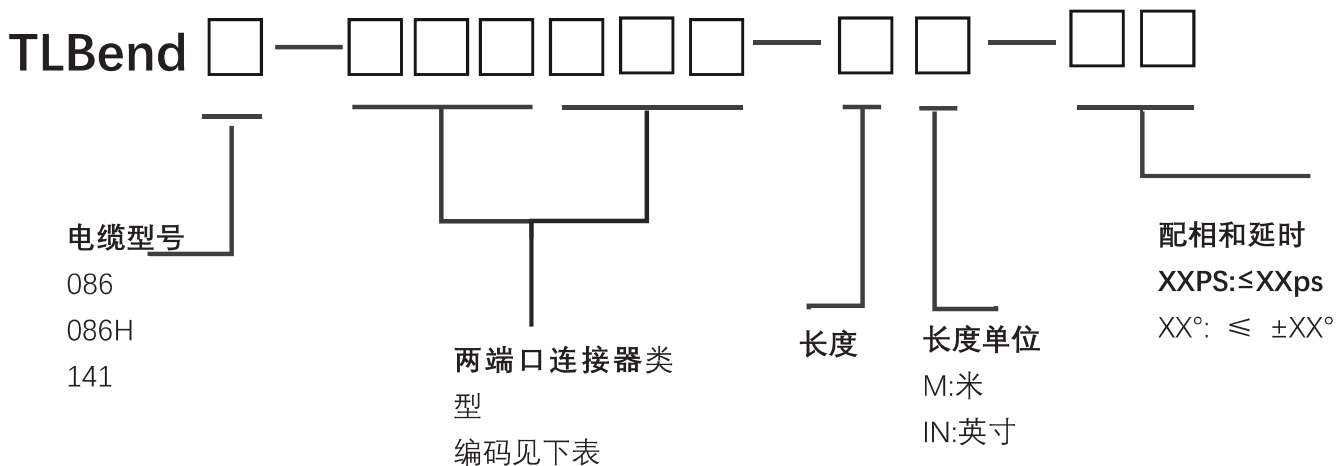 TLBend
电缆型号
086
086H
141
两端口连接器类
型
编码见下表
长度
长度单位
M:米
IN:英寸
配相和延时
XXPS:≤XXps
XX°: ≤ ±XX°